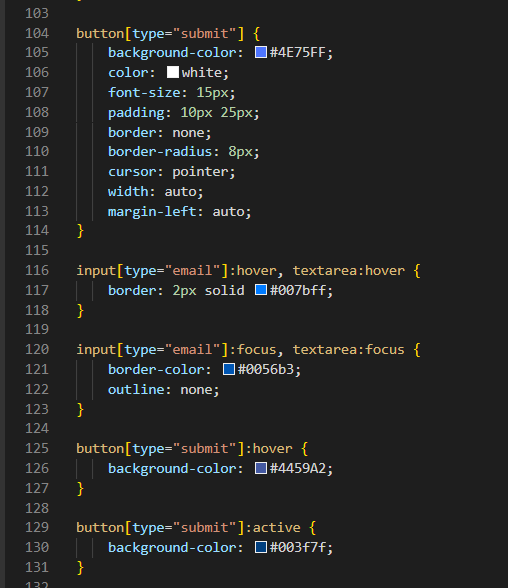 103
104 button[type="submit"] {
105 background-color: #4E75FF;
106 color: white;
107 font-size: 15px;
108 padding: 10px 25px;
109 border: none;
110 border-radius: 8px;
111 cursor: pointer;
112 width: auto;
113 margin-left: auto;
114 }
115
116 input[type="email"]:hover, textarea:hover {
117 border: 2px solid #007bff;
118 }
119
120 input[type="email"]:focus, textarea:focus {
121 border-color: #0056b3;
122 outline: none;
123 }
124
125 button[type="submit"]:hover {
126 background-color: #4459A2;
127 }
128
129 button[type="submit"]:active {
130 background-color: #003f7f;
131 }
132